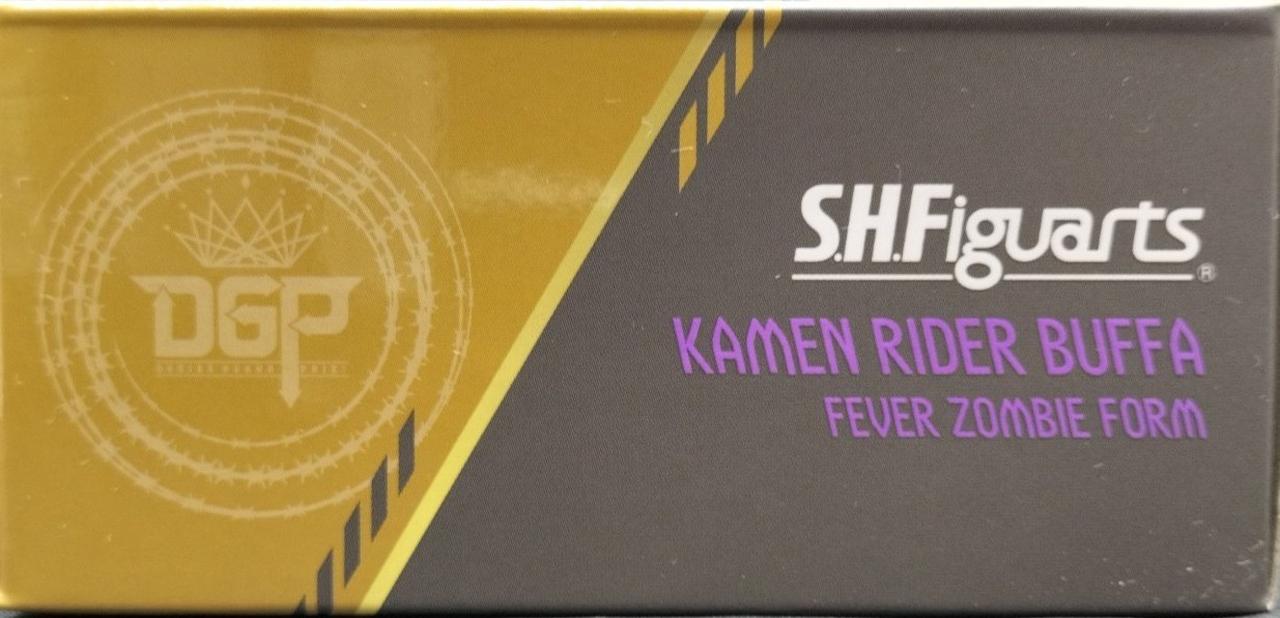 DGP
S.H.Figuarts®
KAMEN RIDER BUFFA
FEVER ZOMBIE FORM